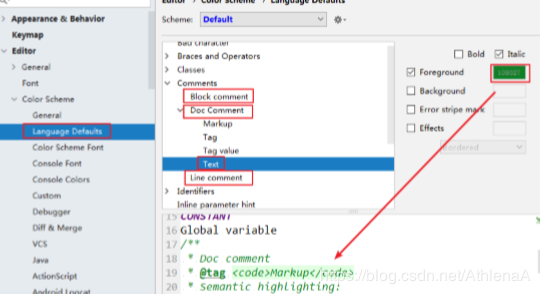 Editor › Color Scheme › Language Defaults
Appearance & Behavior
Keymap
Editor
General
Font
Color Scheme
General
Language Defaults
Color Scheme Font
Console Font
Console Colors
Custom
Debugger
Diff & Merge
VCS
Java
ActionScript
Android Logcat
Scheme: Default
Bad character
Braces and Operators
Classes
Comments
Block comment
Doc Comment
Markup
Tag
Tag value
Text
Line comment
Identifiers
Inline parameter hint
Bold Italic
Foreground
Background
Error stripe mark
Effects
Bordered
15 CONSTANT
16 Global variable
17 /**
18 * Doc comment
19 * @tag <code>Markup</code>
20 * Semantic highlighting:
https://blog.csdn.net/AthlenaA